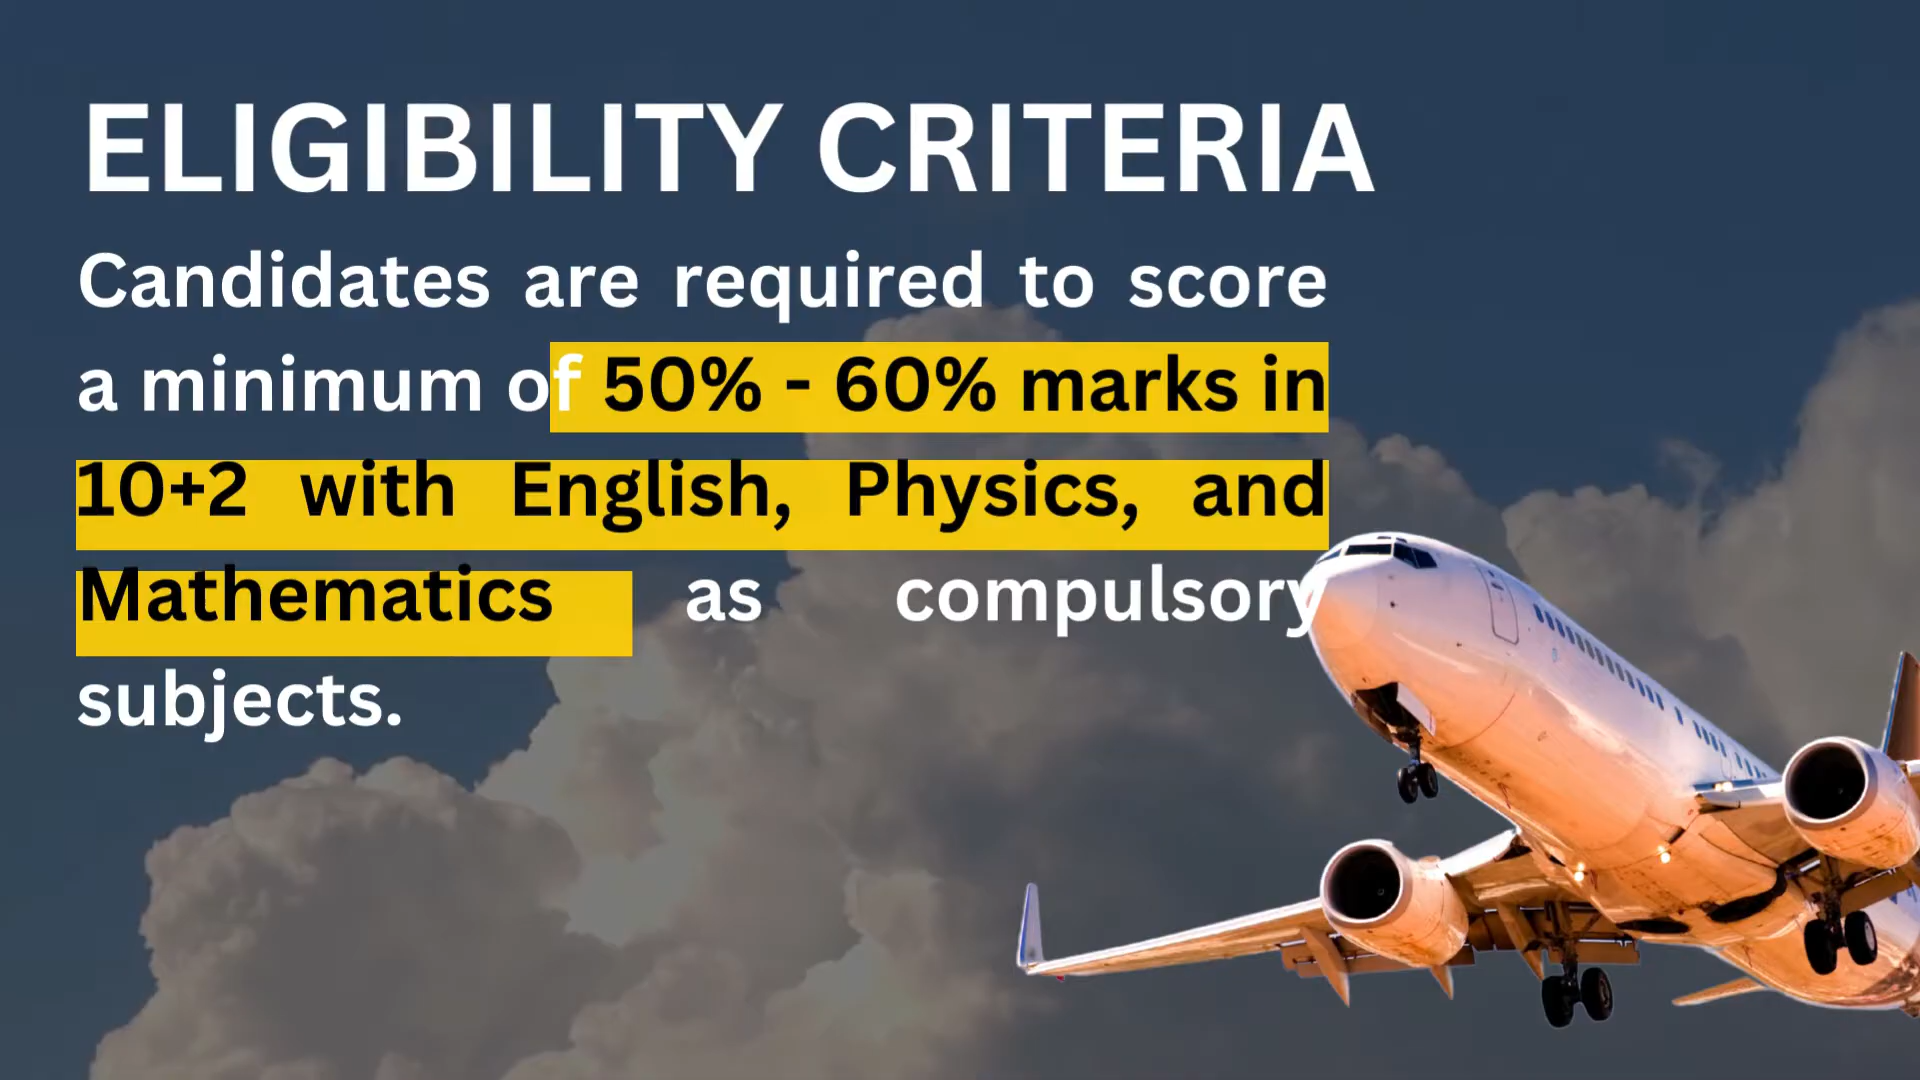 ELIGIBILITY CRITERIA
Candidates are required to score
a minimum of 50% - 60% marks in
10+2 with English, Physics, and
Mathematics as compulsory
subjects.